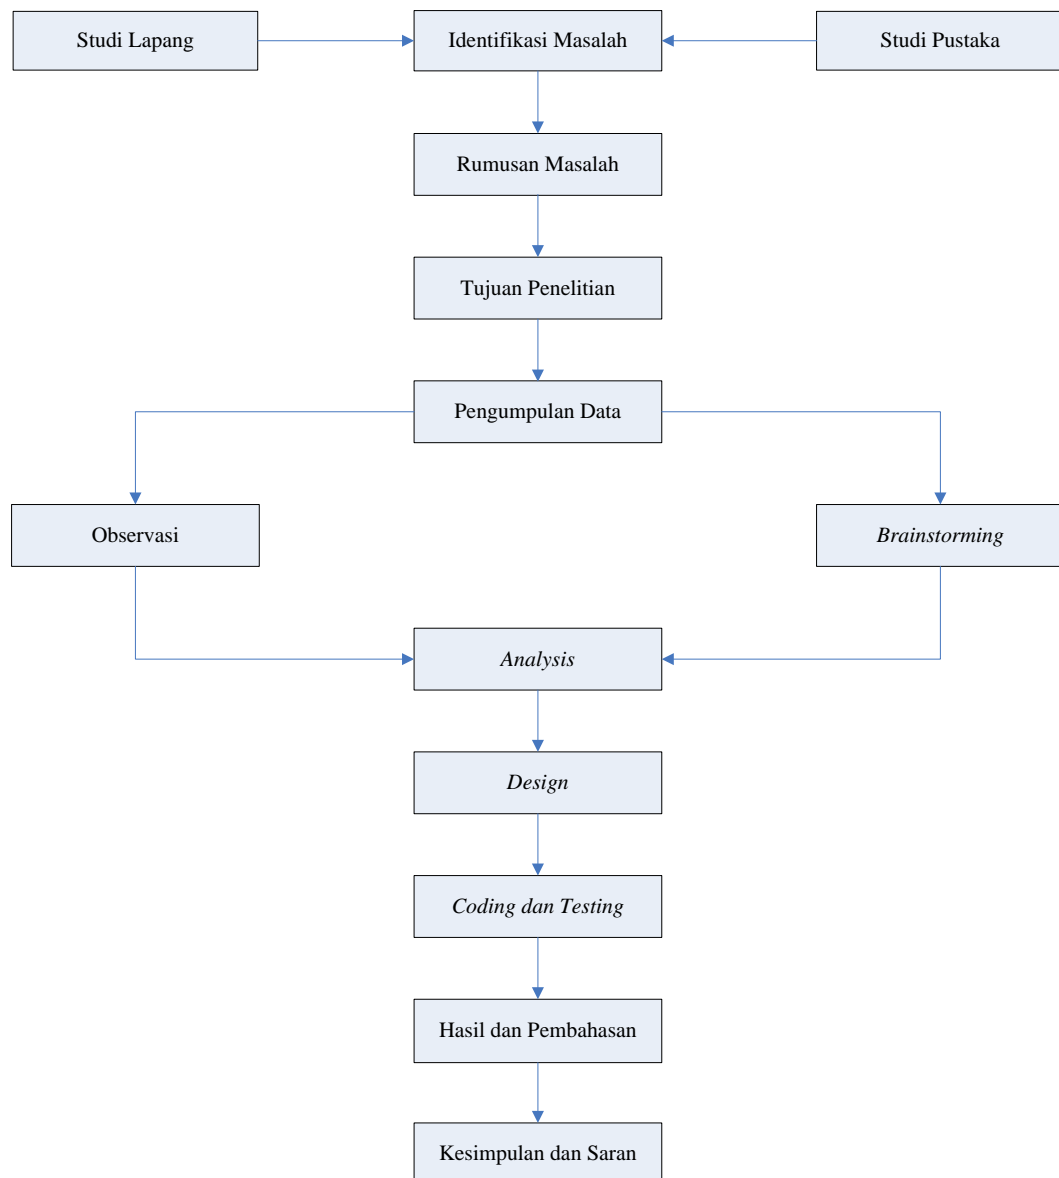 Studi Lapang
Identifikasi Masalah
Studi Pustaka
Rumusan Masalah
Tujuan Penelitian
Pengumpulan Data
Observasi
Brainstorming
Analysis
Design
Coding dan Testing
Hasil dan Pembahasan
Kesimpulan dan Saran